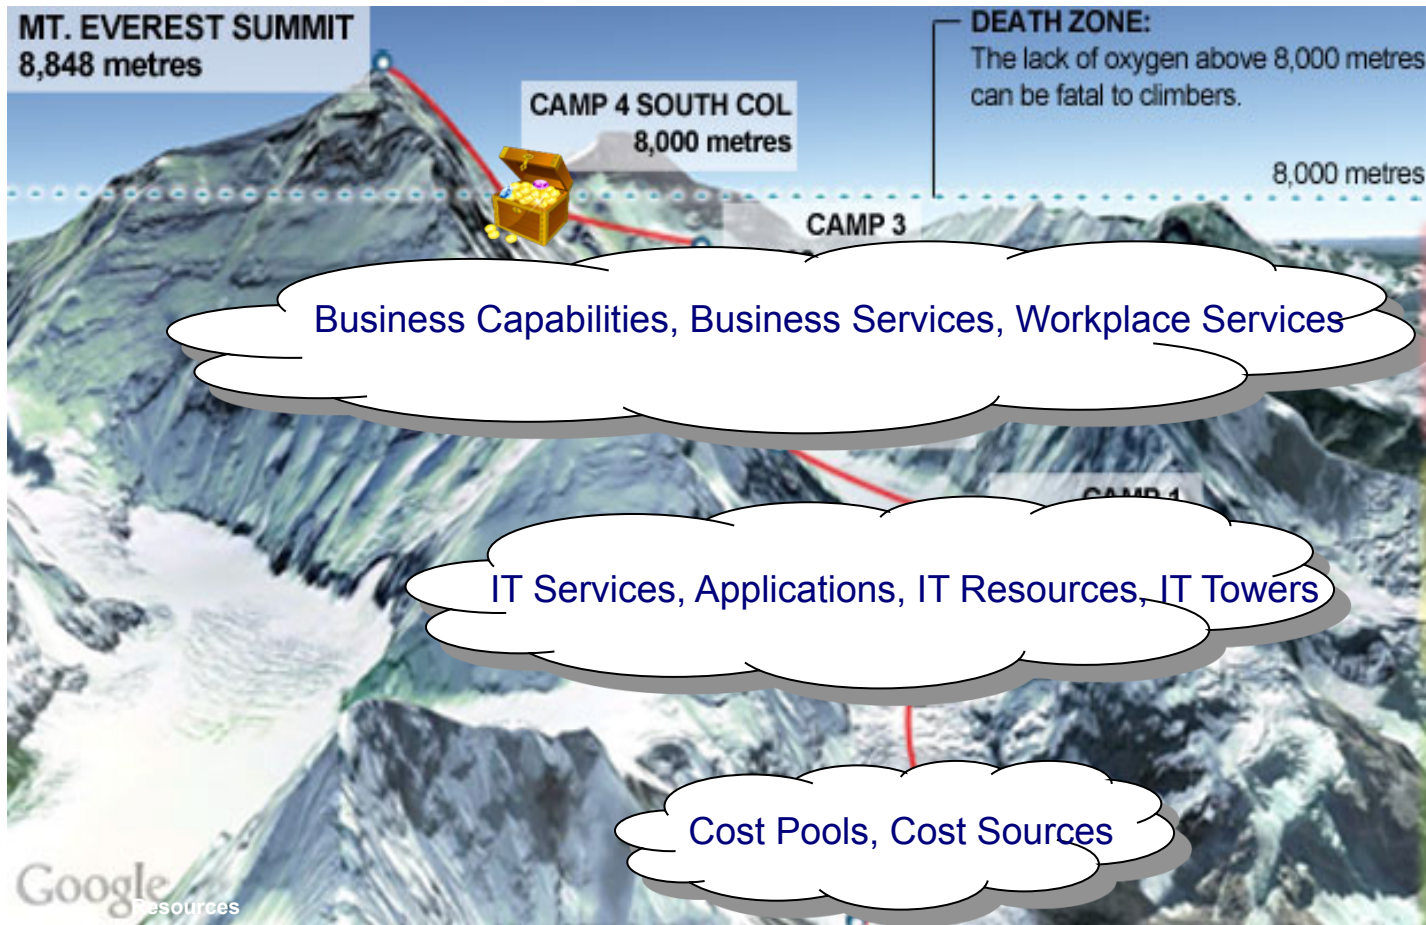 MT. EVEREST SUMMIT
8,848 metres
DEATH ZONE:
The lack of oxygen above 8,000 metres
can be fatal to climbers.
CAMP 4 SOUTH COL
8,000 metres
8,000 metres
CAMP 3
Business Capabilities, Business Services, Workplace Services
CAMP 1
IT Services, Applications, IT Resources, IT Towers
Cost Pools, Cost Sources
Google
Resources